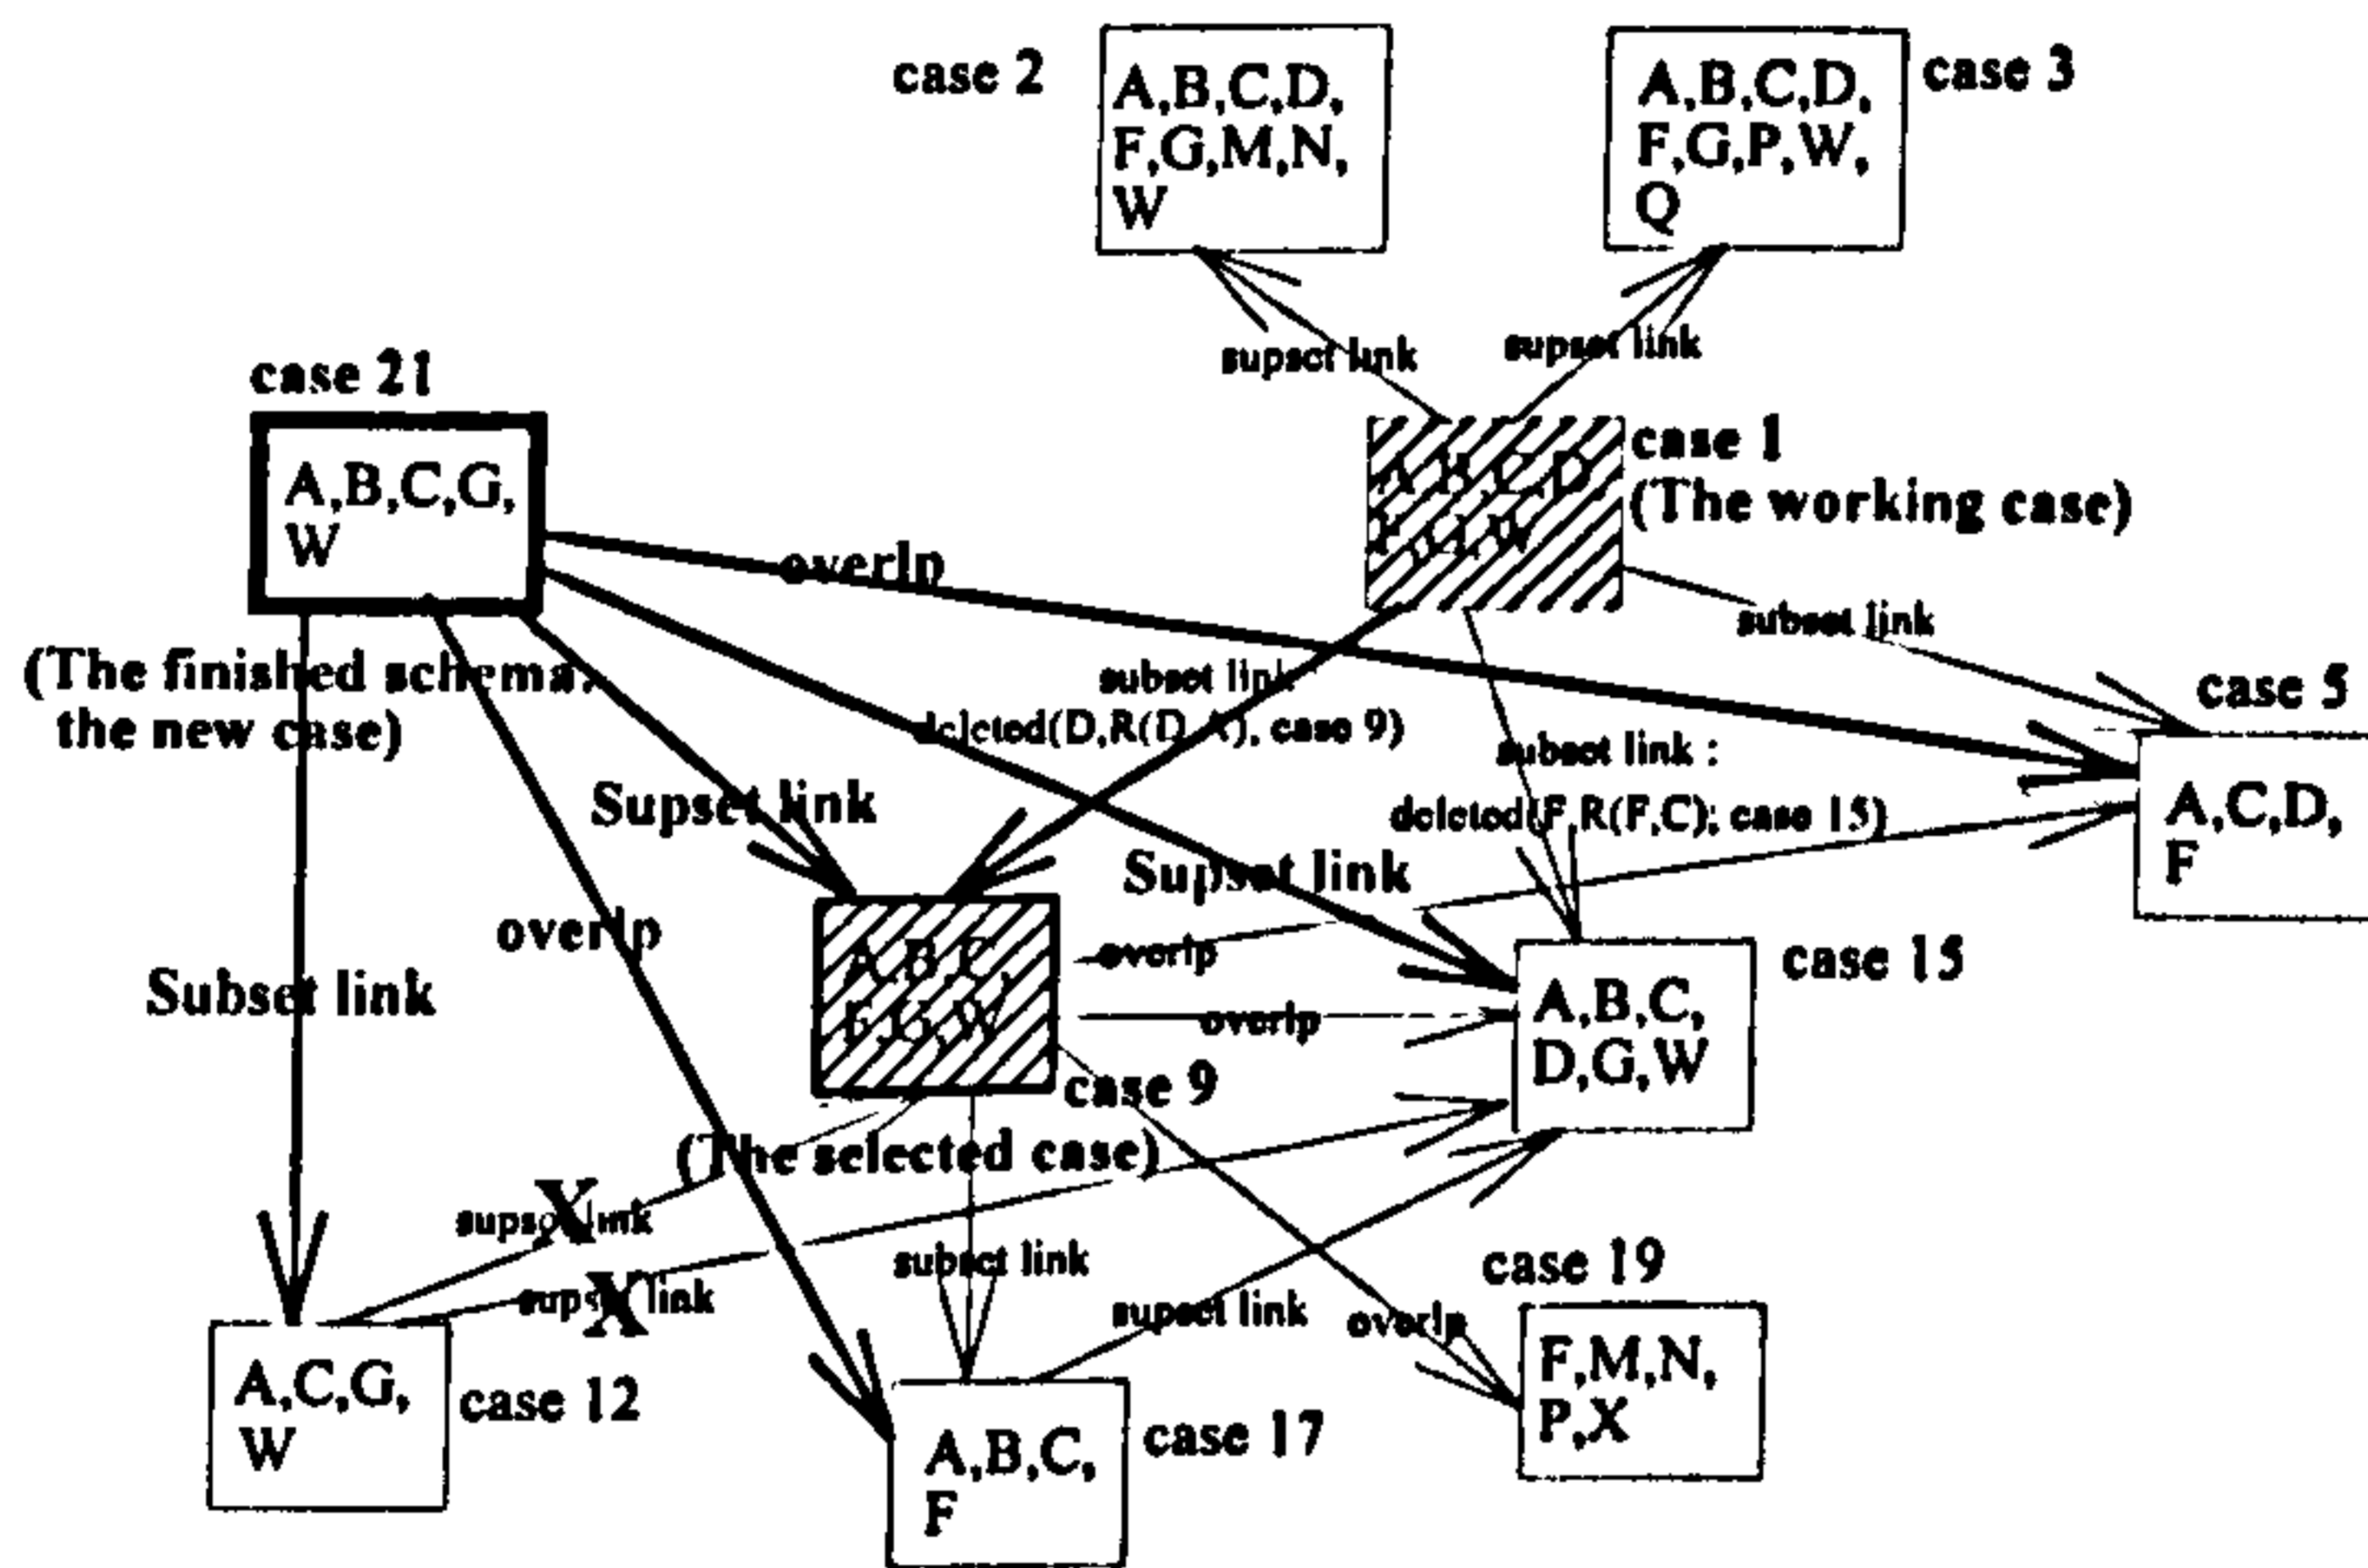 case 2
A,B,C,D,
F,G,M,N,
W
A,B,C,D,
F,G,P,W,
Q
case 3
supset link
supset link
case 21
A,B,C,G,
W
case 1
(The working case)
overlp
subset link
(The finished schema,
the new case)
subset link
deleted(D,R(D,A), case 9)
case 5
A,C,D,
F
subset link :
deleted(F,R(F,C); case 15)
Supset link
Supset link
overlp
Subset link
A,B,C,
F,G,W
overlp
overlp
case 15
A,B,C,
D,G,W
case 9
(The selected case)
supset link
X
supset link
X
subset link
supset link
overlp
case 19
F,M,N,
P,X
A,C,G,
W
case 12
A,B,C,
F
case 17